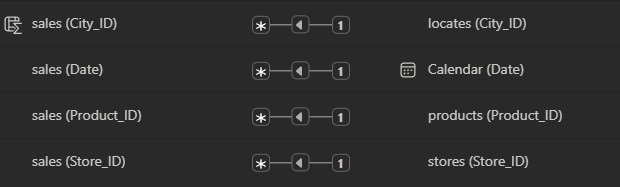 sales (City_ID) * 1 locates (City_ID)
sales (Date) * 1 Calendar (Date)
sales (Product_ID) * 1 products (Product_ID)
sales (Store_ID) * 1 stores (Store_ID)